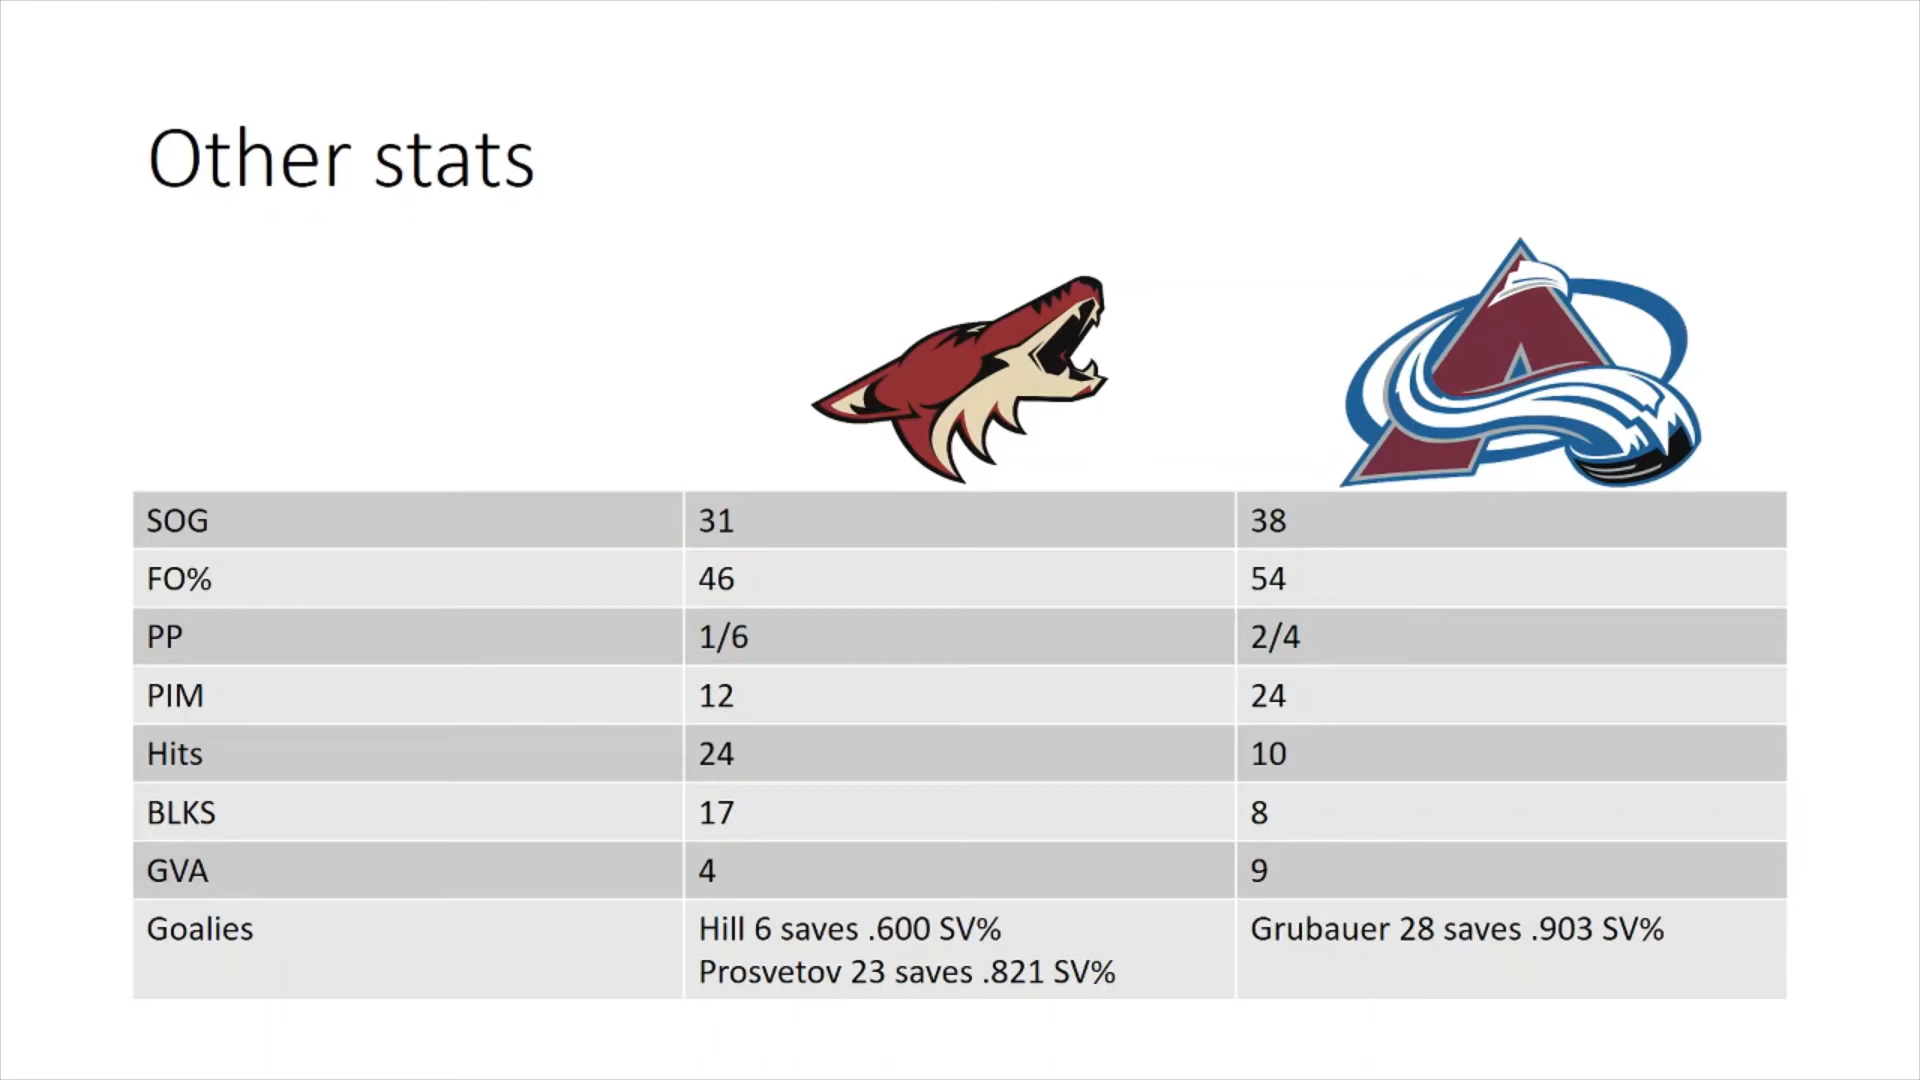 Other stats
SOG 31 38
FO% 46 54
PP 1/6 2/4
PIM 12 24
Hits 24 10
BLKS 17 8
GVA 4 9
Goalies Hill 6 saves .600 SV% Grubauer 28 saves .903 SV%
Prosvetov 23 saves .821 SV%